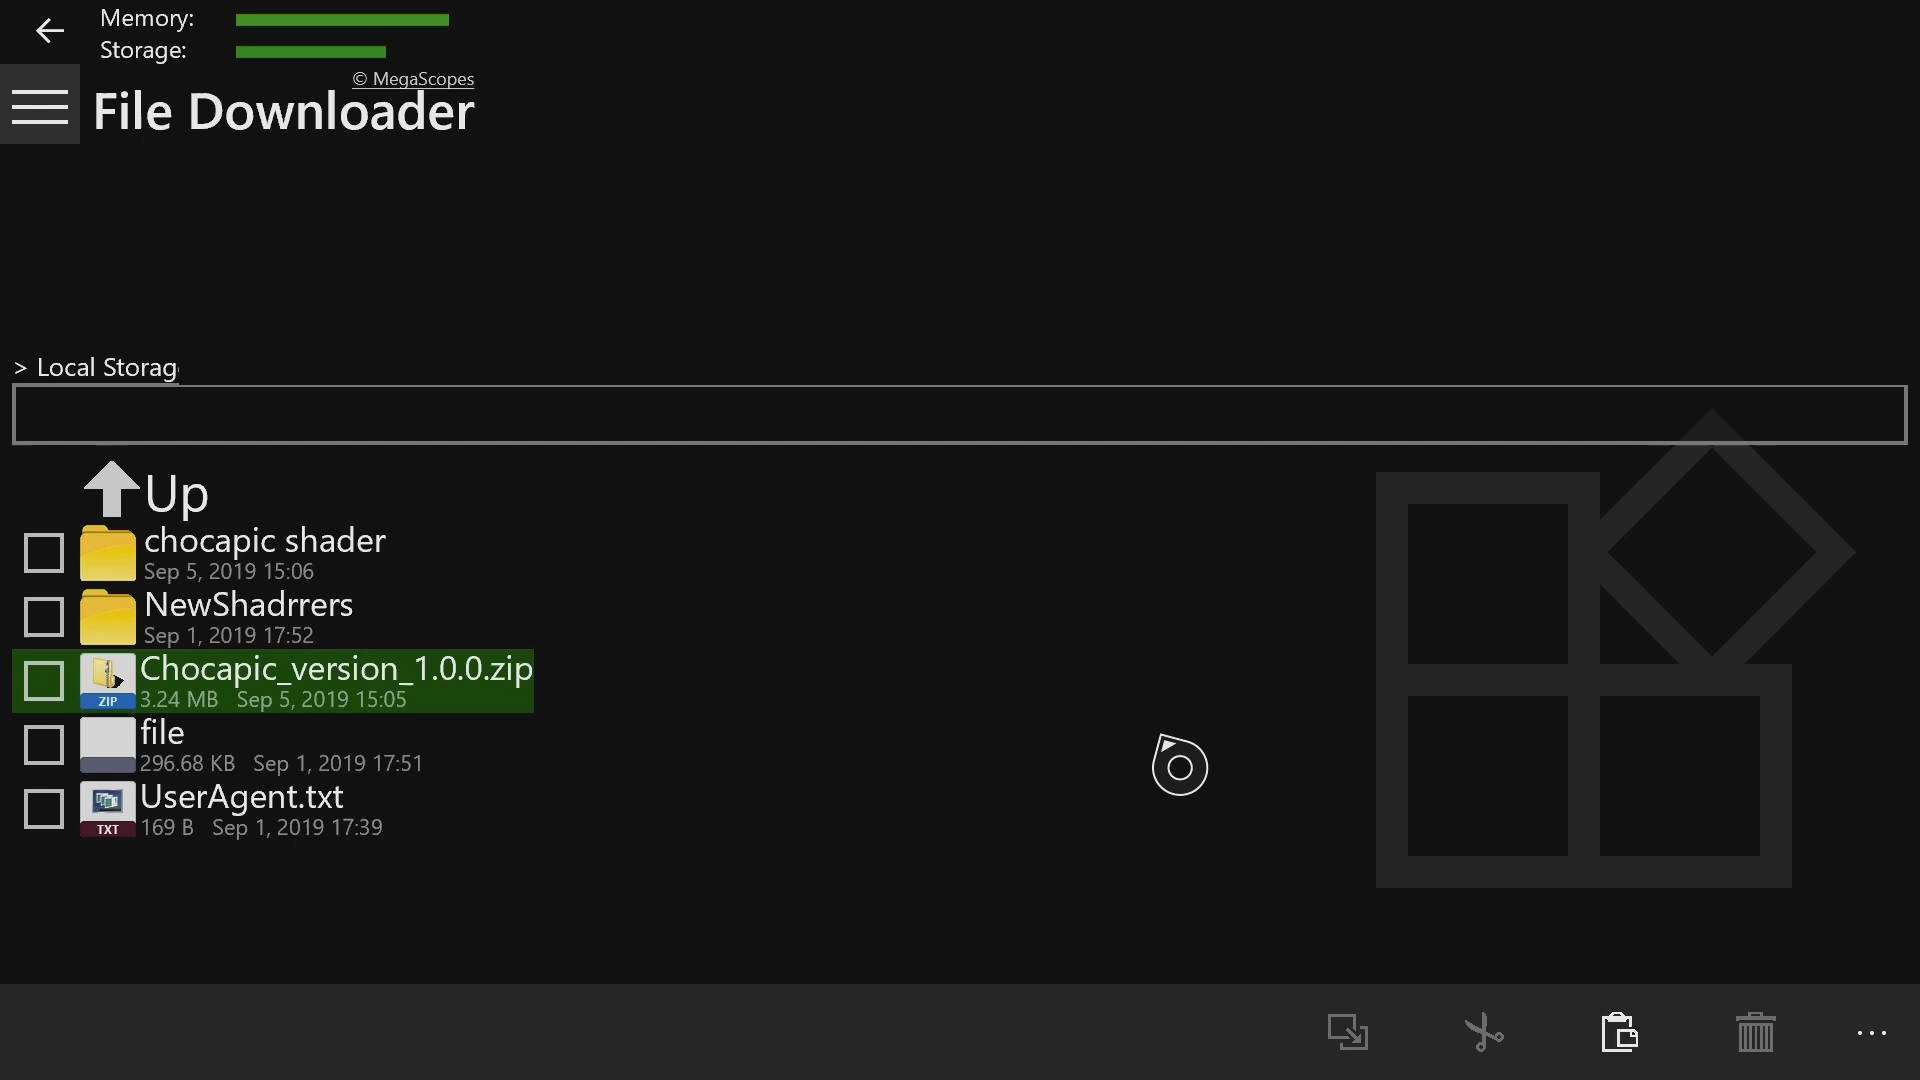 Memory:
Storage:
© MegaScopes
File Downloader
> Local Storag
Up
chocapic shader
Sep 5, 2019 15:06
NewShadrrers
Sep 1, 2019 17:52
Chocapic_version_1.0.0.zip
ZIP
3.24 MB Sep 5, 2019 15:05
file
296.68 KB Sep 1, 2019 17:51
UserAgent.txt
TXT
169 B Sep 1, 2019 17:39